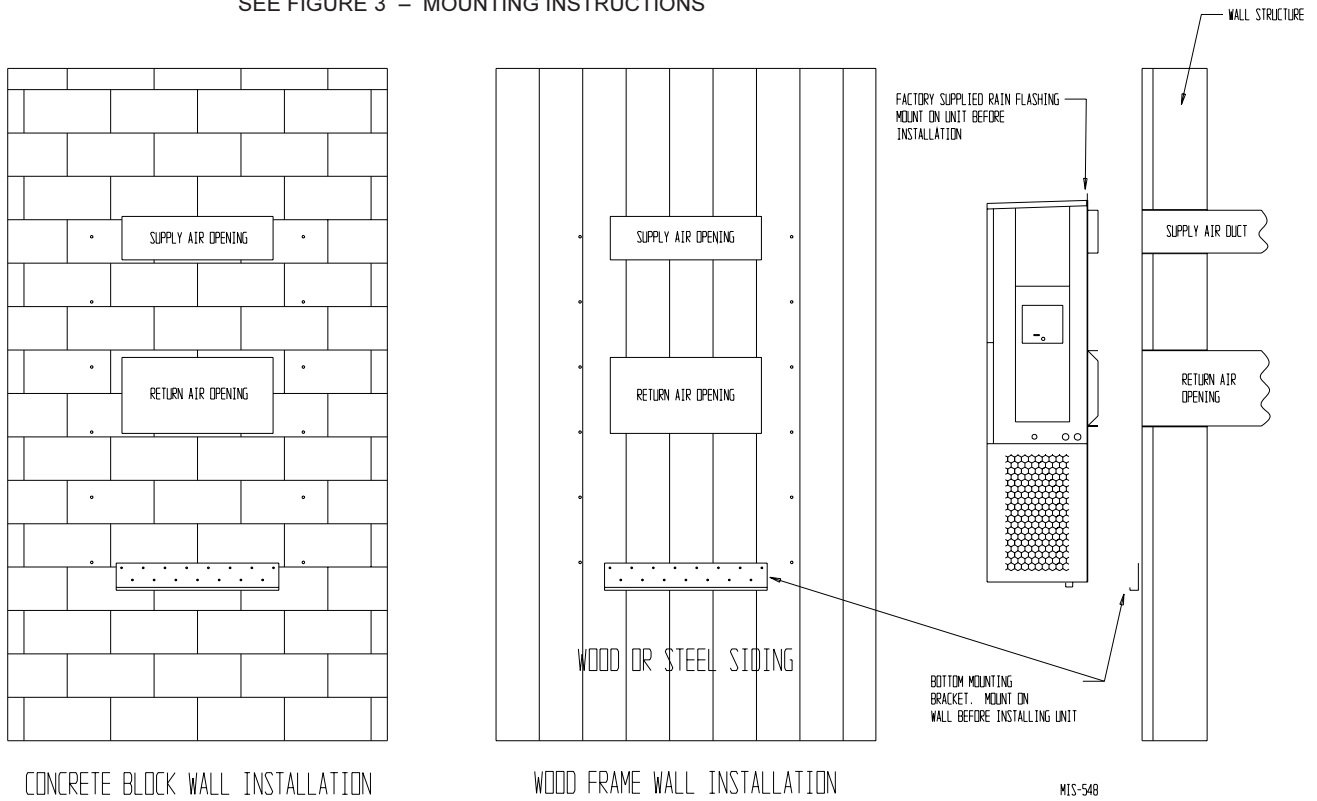 SEE FIGURE 3 – MOUNTING INSTRUCTIONS
WALL STRUCTURE
FACTORY SUPPLIED RAIN FLASHING
MOUNT ON UNIT BEFORE
INSTALLATION
SUPPLY AIR OPENING
SUPPLY AIR OPENING
SUPPLY AIR DUCT
RETURN AIR OPENING
RETURN AIR OPENING
RETURN AIR
OPENING
WOOD OR STEEL SIDING
BOTTOM MOUNTING
BRACKET. MOUNT ON
WALL BEFORE INSTALLING UNIT
CONCRETE BLOCK WALL INSTALLATION
WOOD FRAME WALL INSTALLATION
MIS-548